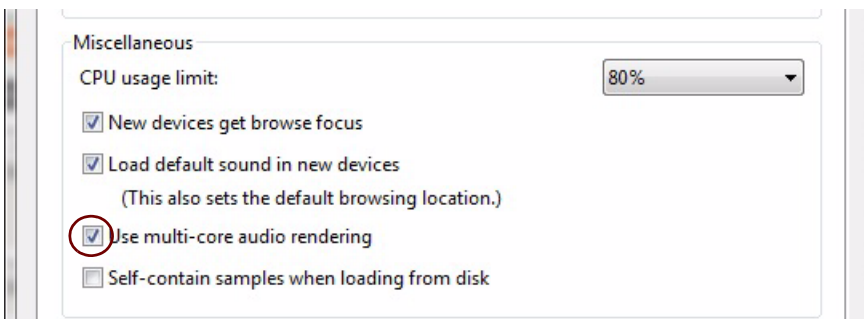 Miscellaneous
CPU usage limit: 80%
New devices get browse focus
Load default sound in new devices
(This also sets the default browsing location.)
Use multi-core audio rendering
Self-contain samples when loading from disk